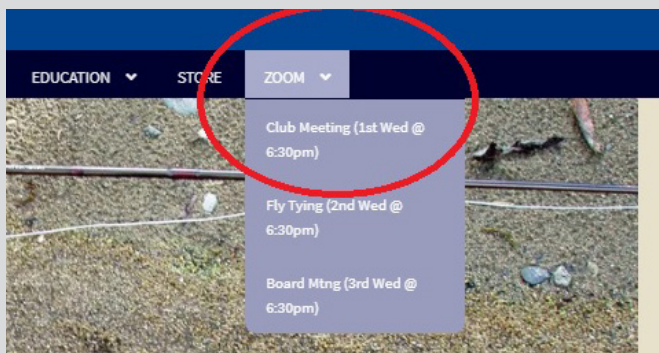 EDUCATION STORE ZOOM
Club Meeting (1st Wed @
6:30pm)
Fly Tying (2nd Wed @
6:30pm)
Board Mtng (3rd Wed @
6:30pm)